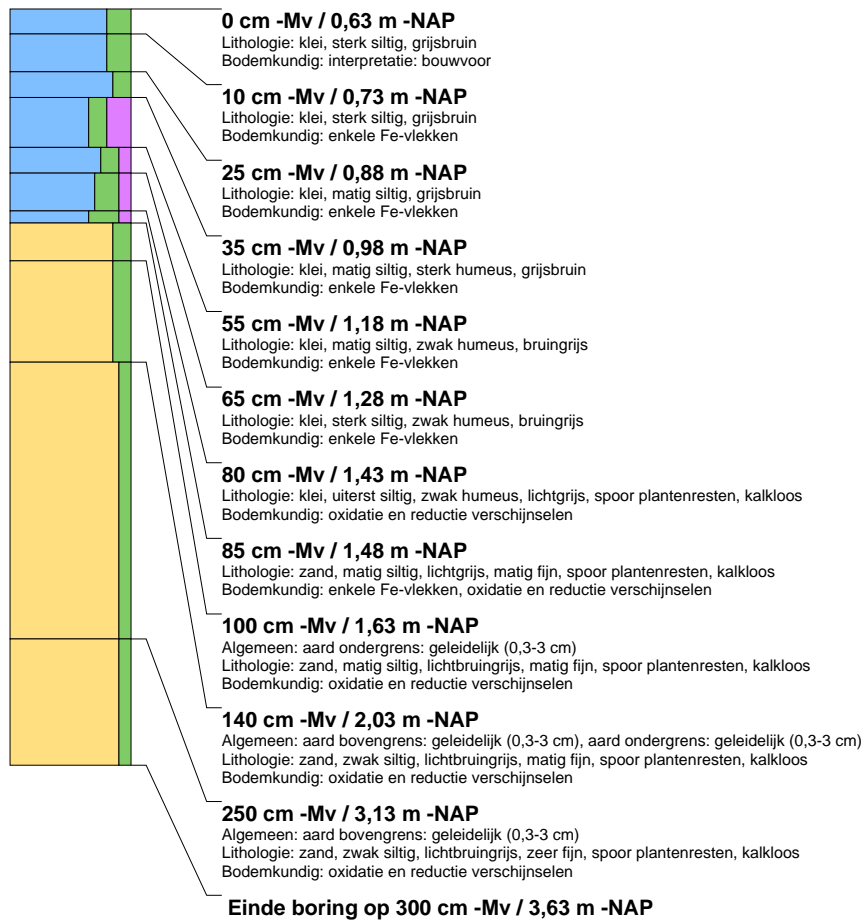 0 cm -Mv / 0,63 m -NAP
Lithologie: klei, sterk siltig, grijsbruin
Bodemkundig: interpretatie: bouwvoor
10 cm -Mv / 0,73 m -NAP
Lithologie: klei, sterk siltig, grijsbruin
Bodemkundig: enkele Fe-vlekken
25 cm -Mv / 0,88 m -NAP
Lithologie: klei, matig siltig, grijsbruin
Bodemkundig: enkele Fe-vlekken
35 cm -Mv / 0,98 m -NAP
Lithologie: klei, matig siltig, sterk humeus, grijsbruin
Bodemkundig: enkele Fe-vlekken
55 cm -Mv / 1,18 m -NAP
Lithologie: klei, matig siltig, zwak humeus, bruingrijs
Bodemkundig: enkele Fe-vlekken
65 cm -Mv / 1,28 m -NAP
Lithologie: klei, sterk siltig, zwak humeus, bruingrijs
Bodemkundig: enkele Fe-vlekken
80 cm -Mv / 1,43 m -NAP
Lithologie: klei, uiterst siltig, zwak humeus, lichtgrijs, spoor plantenresten, kalkloos
Bodemkundig: oxidatie en reductie verschijnselen
85 cm -Mv / 1,48 m -NAP
Lithologie: zand, matig siltig, lichtgrijs, matig fijn, spoor plantenresten, kalkloos
Bodemkundig: enkele Fe-vlekken, oxidatie en reductie verschijnselen
100 cm -Mv / 1,63 m -NAP
Algemeen: aard ondergrens: geleidelijk (0,3-3 cm)
Lithologie: zand, matig siltig, lichtbruingrijs, matig fijn, spoor plantenresten, kalkloos
Bodemkundig: oxidatie en reductie verschijnselen
140 cm -Mv / 2,03 m -NAP
Algemeen: aard bovengrens: geleidelijk (0,3-3 cm), aard ondergrens: geleidelijk (0,3-3 cm)
Lithologie: zand, zwak siltig, lichtbruingrijs, matig fijn, spoor plantenresten, kalkloos
Bodemkundig: oxidatie en reductie verschijnselen
250 cm -Mv / 3,13 m -NAP
Algemeen: aard bovengrens: geleidelijk (0,3-3 cm)
Lithologie: zand, zwak siltig, lichtbruingrijs, zeer fijn, spoor plantenresten, kalkloos
Bodemkundig: oxidatie en reductie verschijnselen
Einde boring op 300 cm -Mv / 3,63 m -NAP